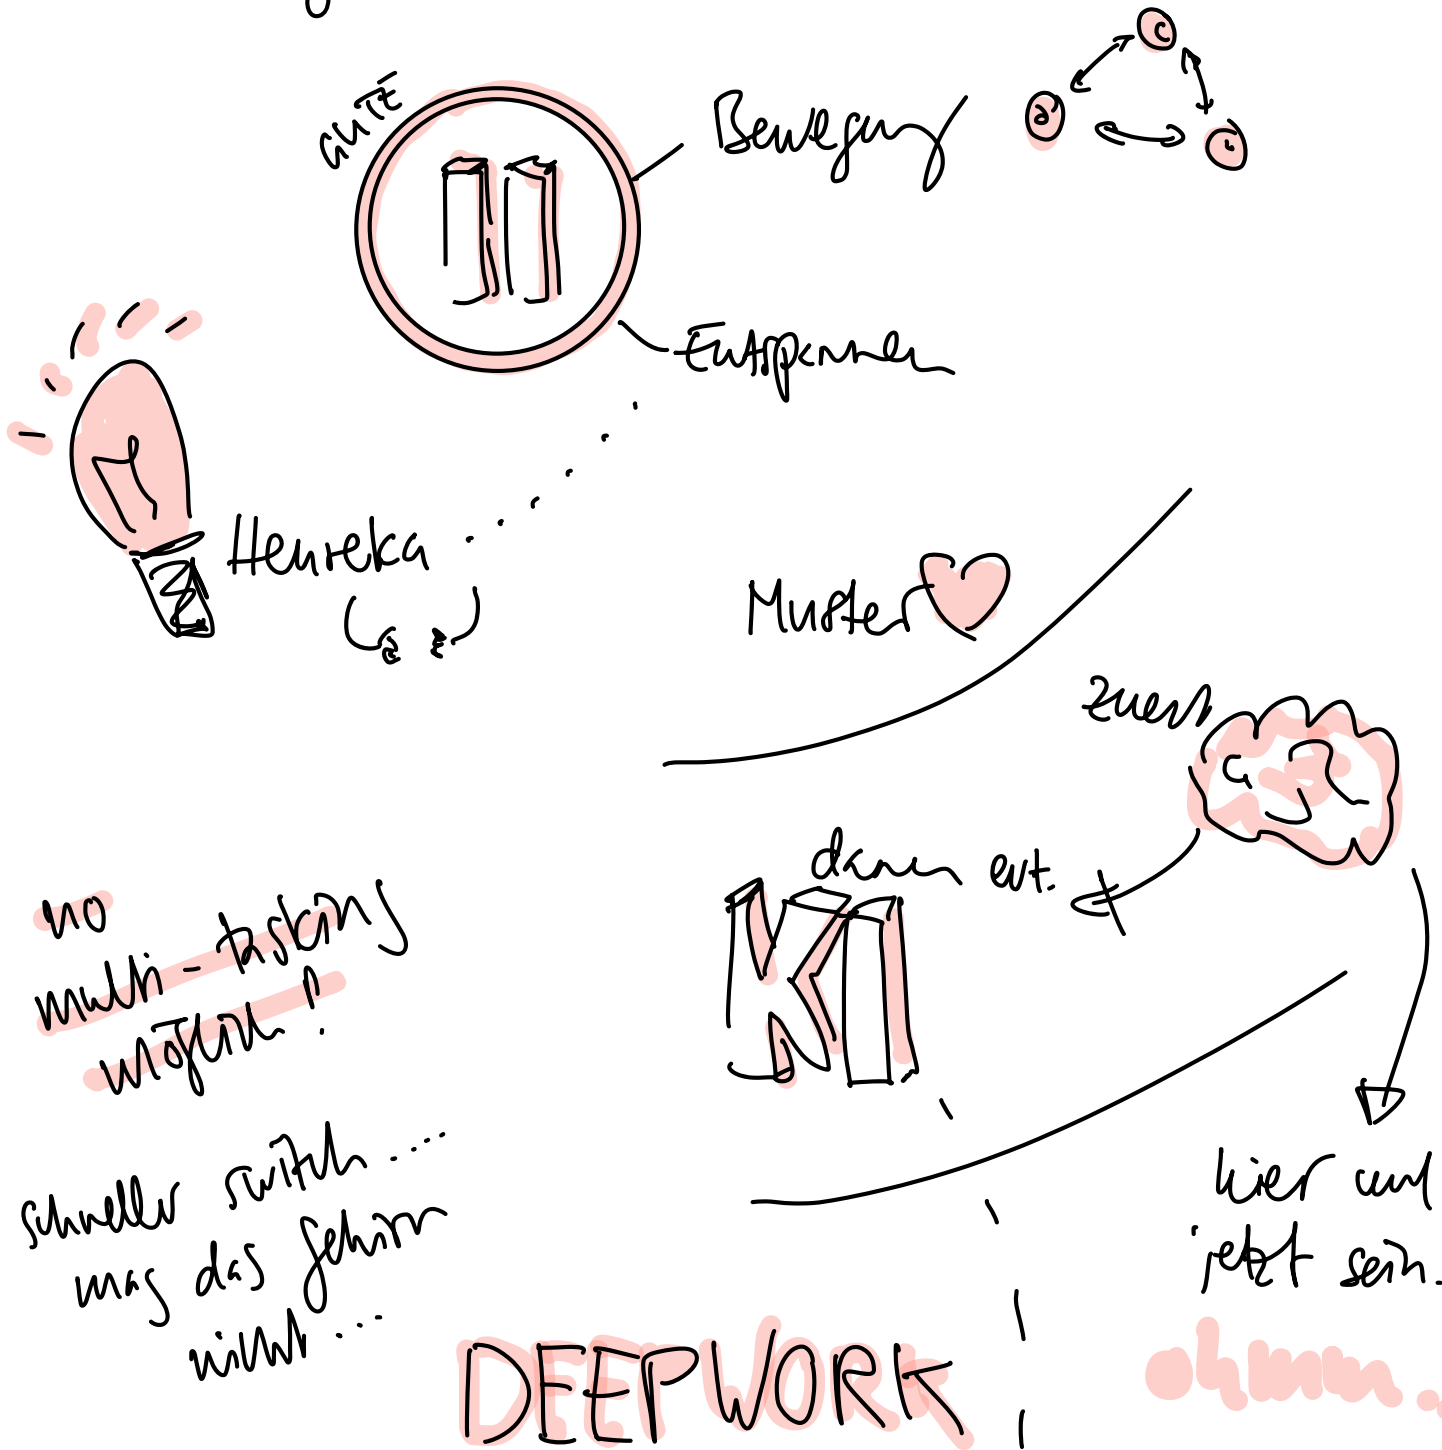 GUTE
Bewegung
c
a
b
Entspannen
Heureka
Muster
zuerst
dann evt.
KI
no
multi-tasking
möglich!
schneller switch....
mag das gehirn
nicht...
hier und
jetzt sein.
DEEPWORK
ohmm..